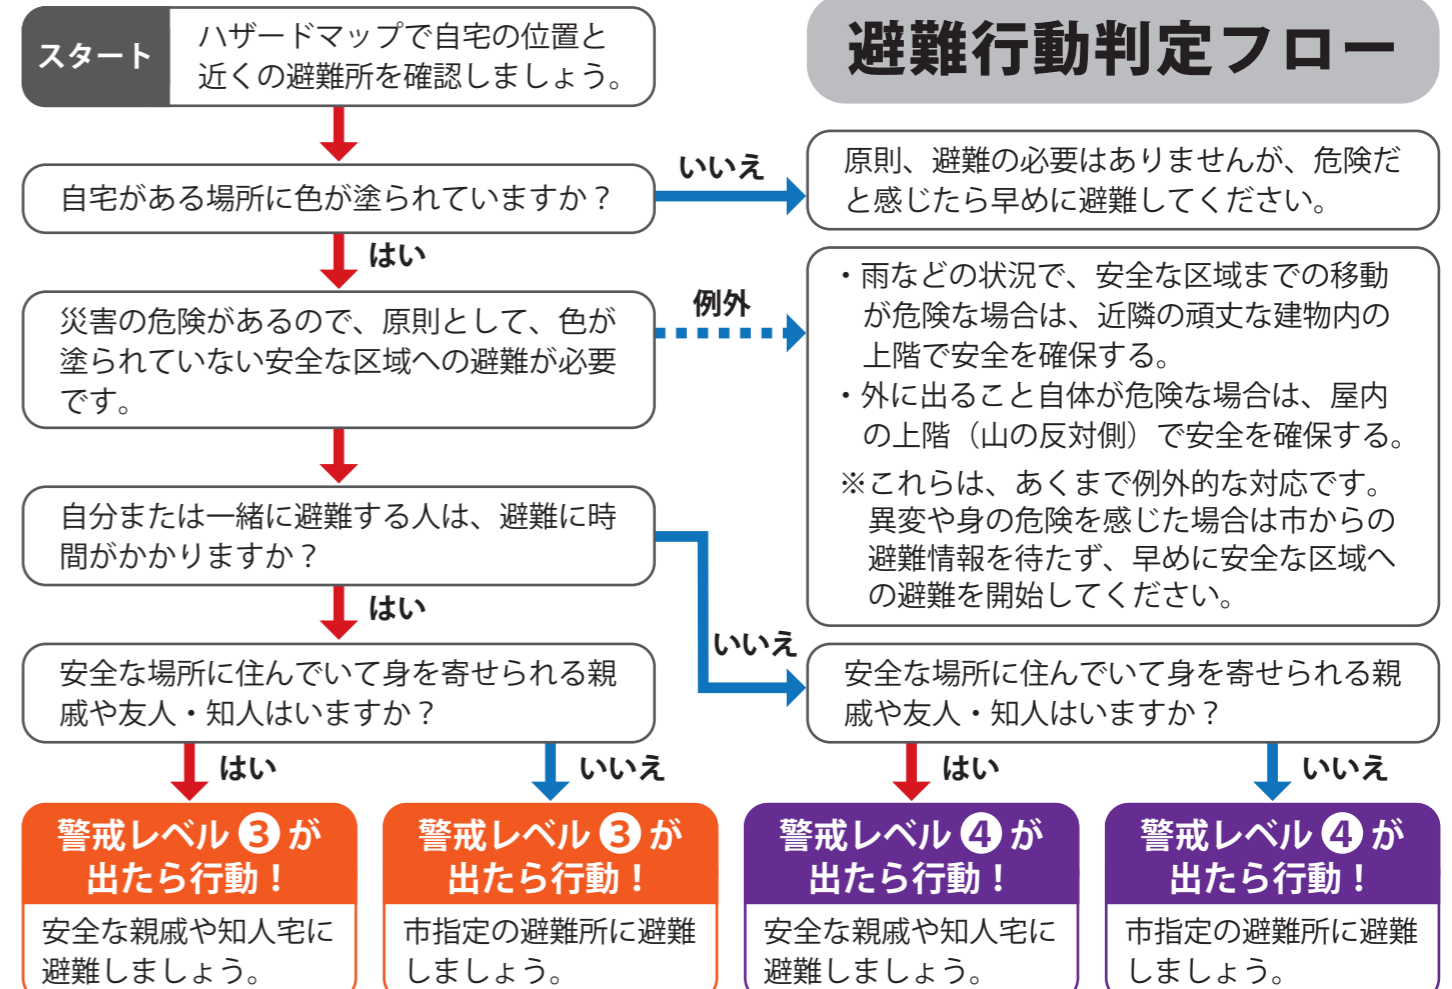 避難行動判定フロー
スタート
ハザードマップで自宅の位置と
近くの避難所を確認しましょう。
自宅がある場所に色が塗られていますか？
いいえ
原則、避難の必要はありませんが、危険だ
と感じたら早めに避難してください。
はい
災害の危険があるので、原則として、色が
塗られていない安全な区域への避難が必要
です。
例外
・雨などの状況で、安全な区域までの移動
が危険な場合は、近隣の頑丈な建物内の
上階で安全を確保する。
・外に出ること自体が危険な場合は、屋内
の上階（山の反対側）で安全を確保する。
※これらは、あくまで例外的な対応です。
異変や身の危険を感じた場合は市からの
避難情報を待たず、早めに安全な区域へ
の避難を開始してください。
自分または一緒に避難する人は、避難に時
間がかかりますか？
はい
いいえ
安全な場所に住んでいて身を寄せられる親
戚や友人・知人はいますか？
安全な場所に住んでいて身を寄せられる親
戚や友人・知人はいますか？
はい
いいえ
はい
いいえ
警戒レベル❸が
出たら行動！
安全な親戚や知人宅に
避難しましょう。
警戒レベル❸が
出たら行動！
市指定の避難所に避難
しましょう。
警戒レベル❹が
出たら行動！
安全な親戚や知人宅に
避難しましょう。
警戒レベル❹が
出たら行動！
市指定の避難所に避難
しましょう。